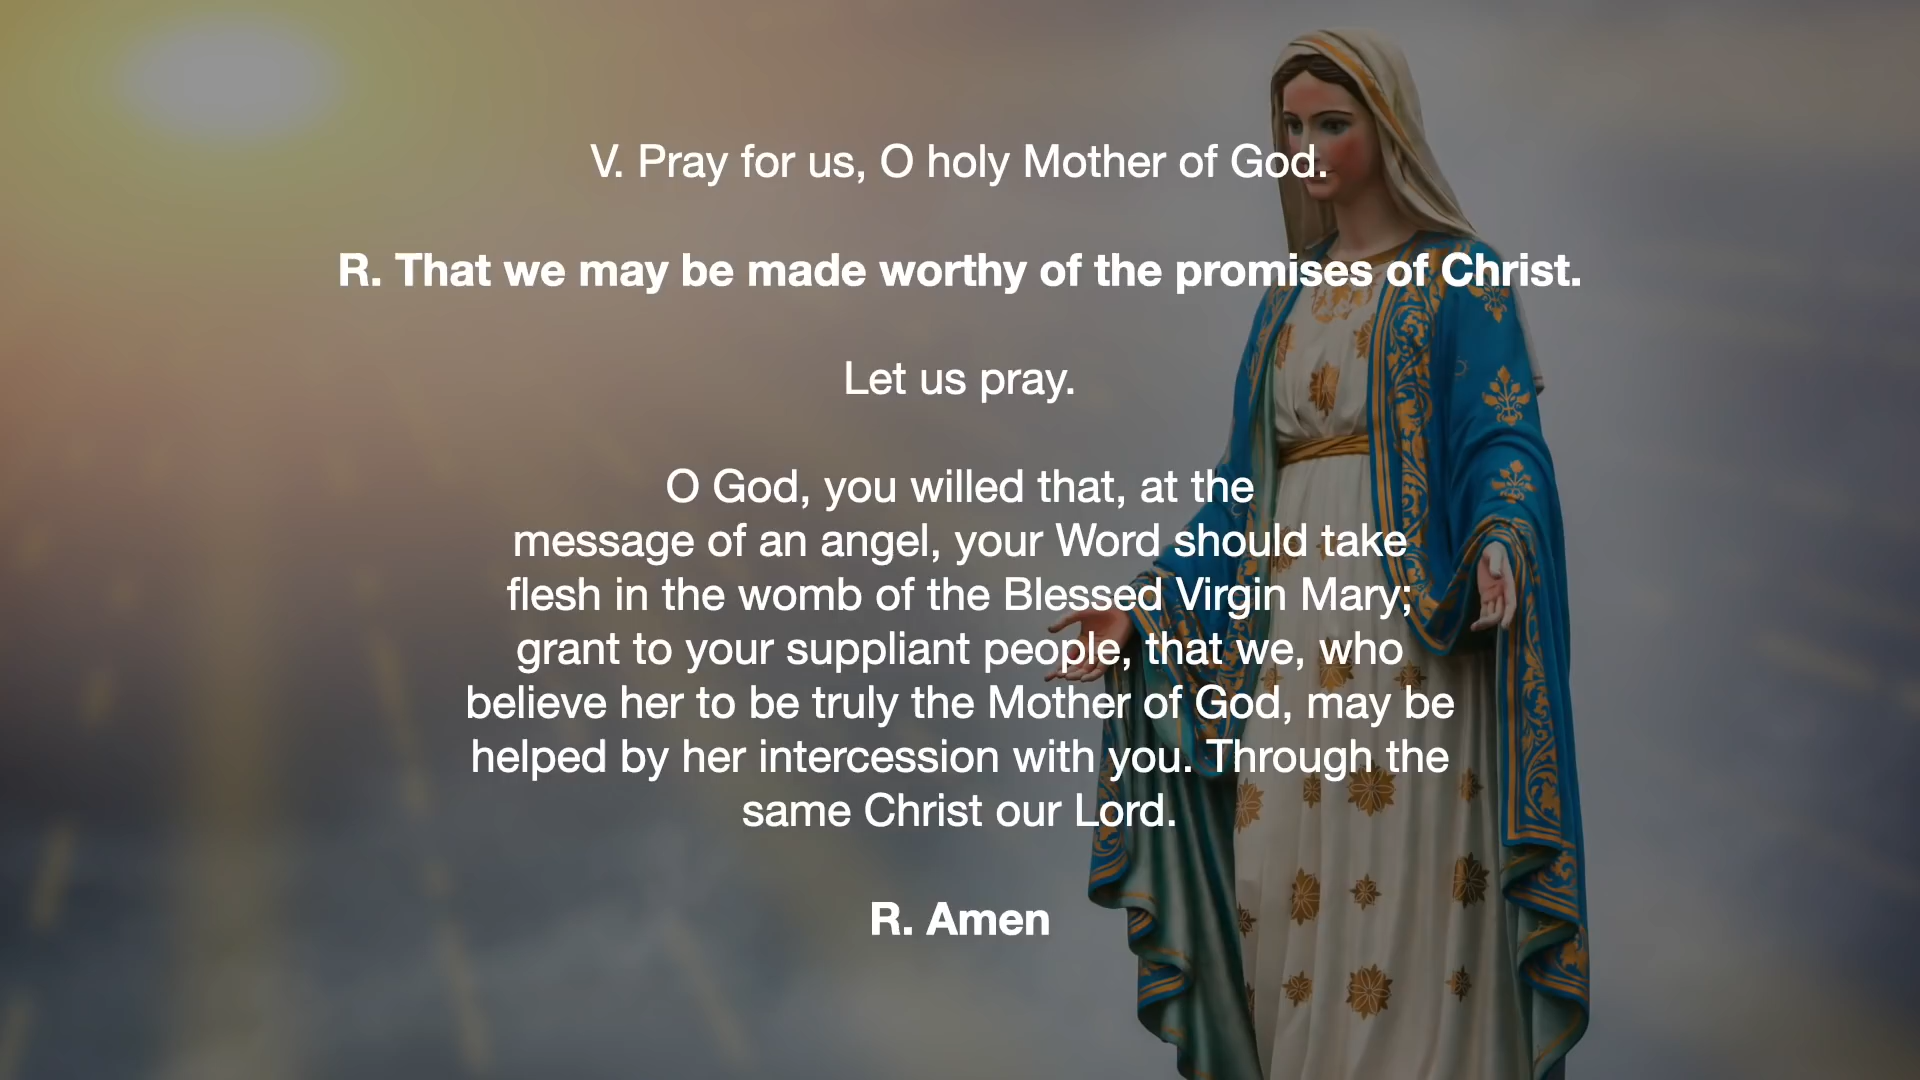 V. Pray for us, O holy Mother of God.
R. That we may be made worthy of the promises of Christ.
Let us pray.
O God, you willed that, at the
message of an angel, your Word should take
flesh in the womb of the Blessed Virgin Mary;
grant to your suppliant people, that we, who
believe her to be truly the Mother of God, may be
helped by her intercession with you. Through the
same Christ our Lord.
R. Amen